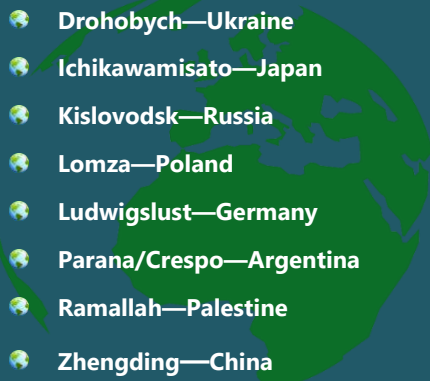 Drohobych—Ukraine
Ichikawamisato—Japan
Kislovodsk—Russia
Lomza—Poland
Ludwigslust—Germany
Parana/Crespo—Argentina
Ramallah—Palestine
Zhengding—China